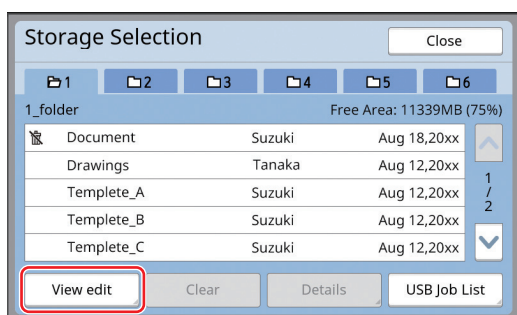 Storage Selection
Close
1 2 3 4 5 6
1_folder Free Area: 11339MB (75%)
Document Suzuki Aug 18,20xx
Drawings Tanaka Aug 12,20xx
Templete_A Suzuki Aug 12,20xx
Templete_B Suzuki Aug 12,20xx
Templete_C Suzuki Aug 12,20xx
1
/
2
View edit Clear Details USB Job List